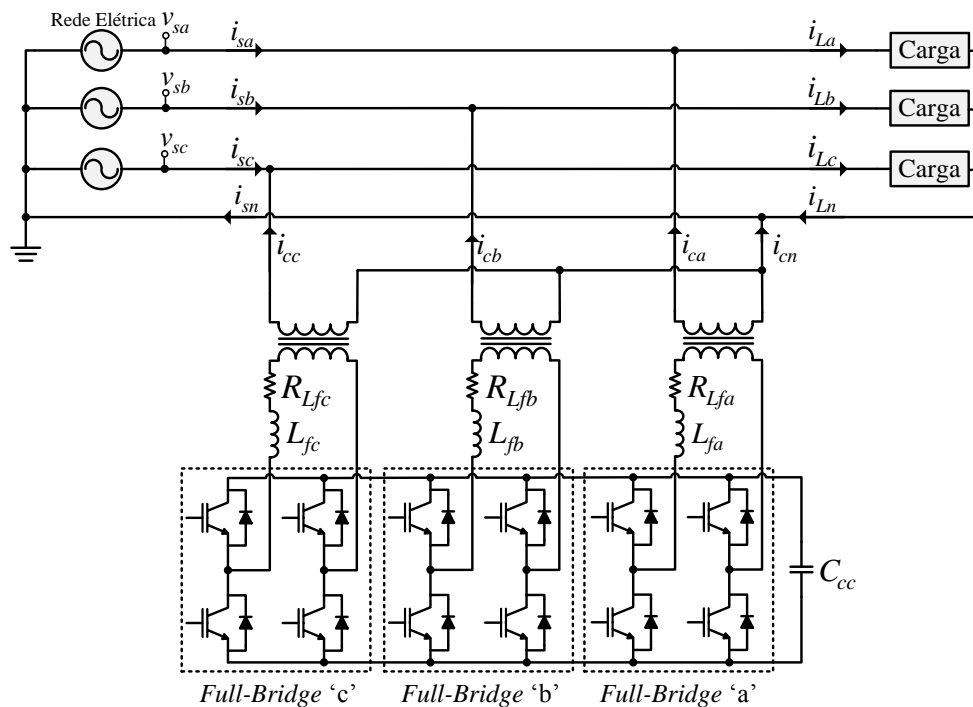 Rede Elétrica
v_sa
i_sa
i_La
Carga
v_sb
i_sb
i_Lb
Carga
v_sc
i_sc
i_Lc
Carga
i_sn
i_Ln
i_cc
i_cb
i_ca
i_cn
R_Lfc
R_Lfb
R_Lfa
L_fc
L_fb
L_fa
C_cc
Full-Bridge ‘c’
Full-Bridge ‘b’
Full-Bridge ‘a’